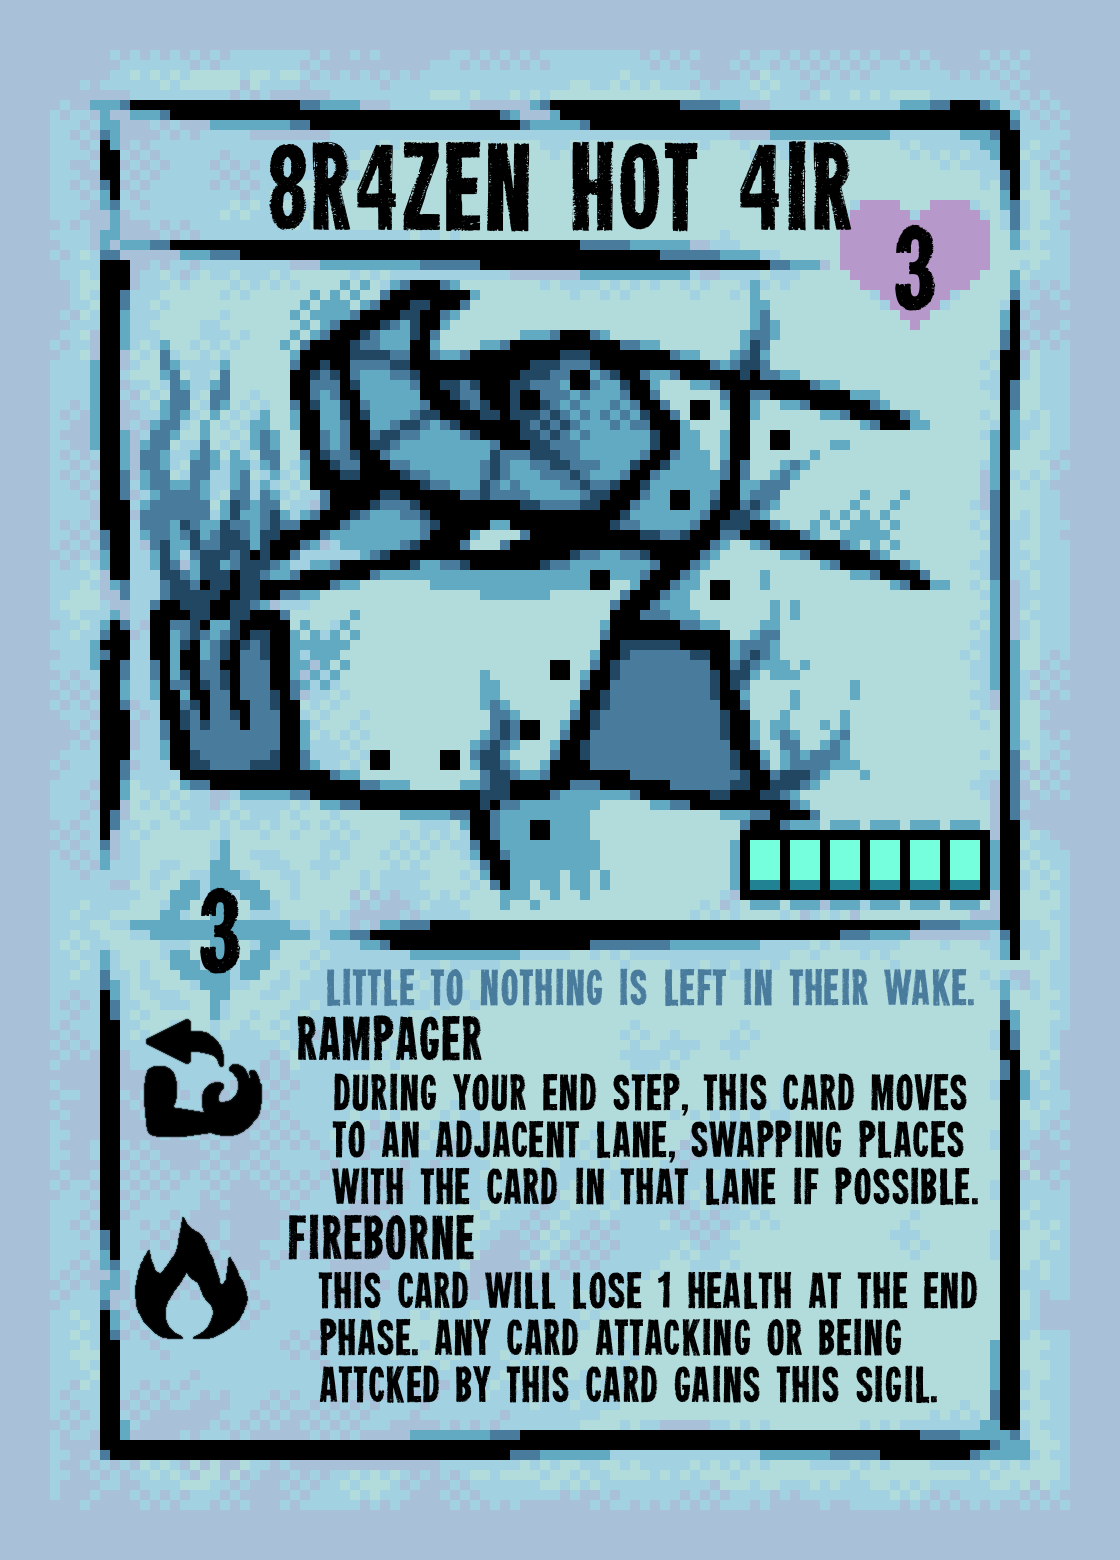 8R4ZEN HOT 4IR
3
3
LITTLE TO NOTHING IS LEFT IN THEIR WAKE.
RAMPAGER
DURING YOUR END STEP, THIS CARD MOVES
TO AN ADJACENT LANE, SWAPPING PLACES
WITH THE CARD IN THAT LANE IF POSSIBLE.
FIREBORNE
THIS CARD WILL LOSE 1 HEALTH AT THE END
PHASE. ANY CARD ATTACKING OR BEING
ATTCKED BY THIS CARD GAINS THIS SIGIL.